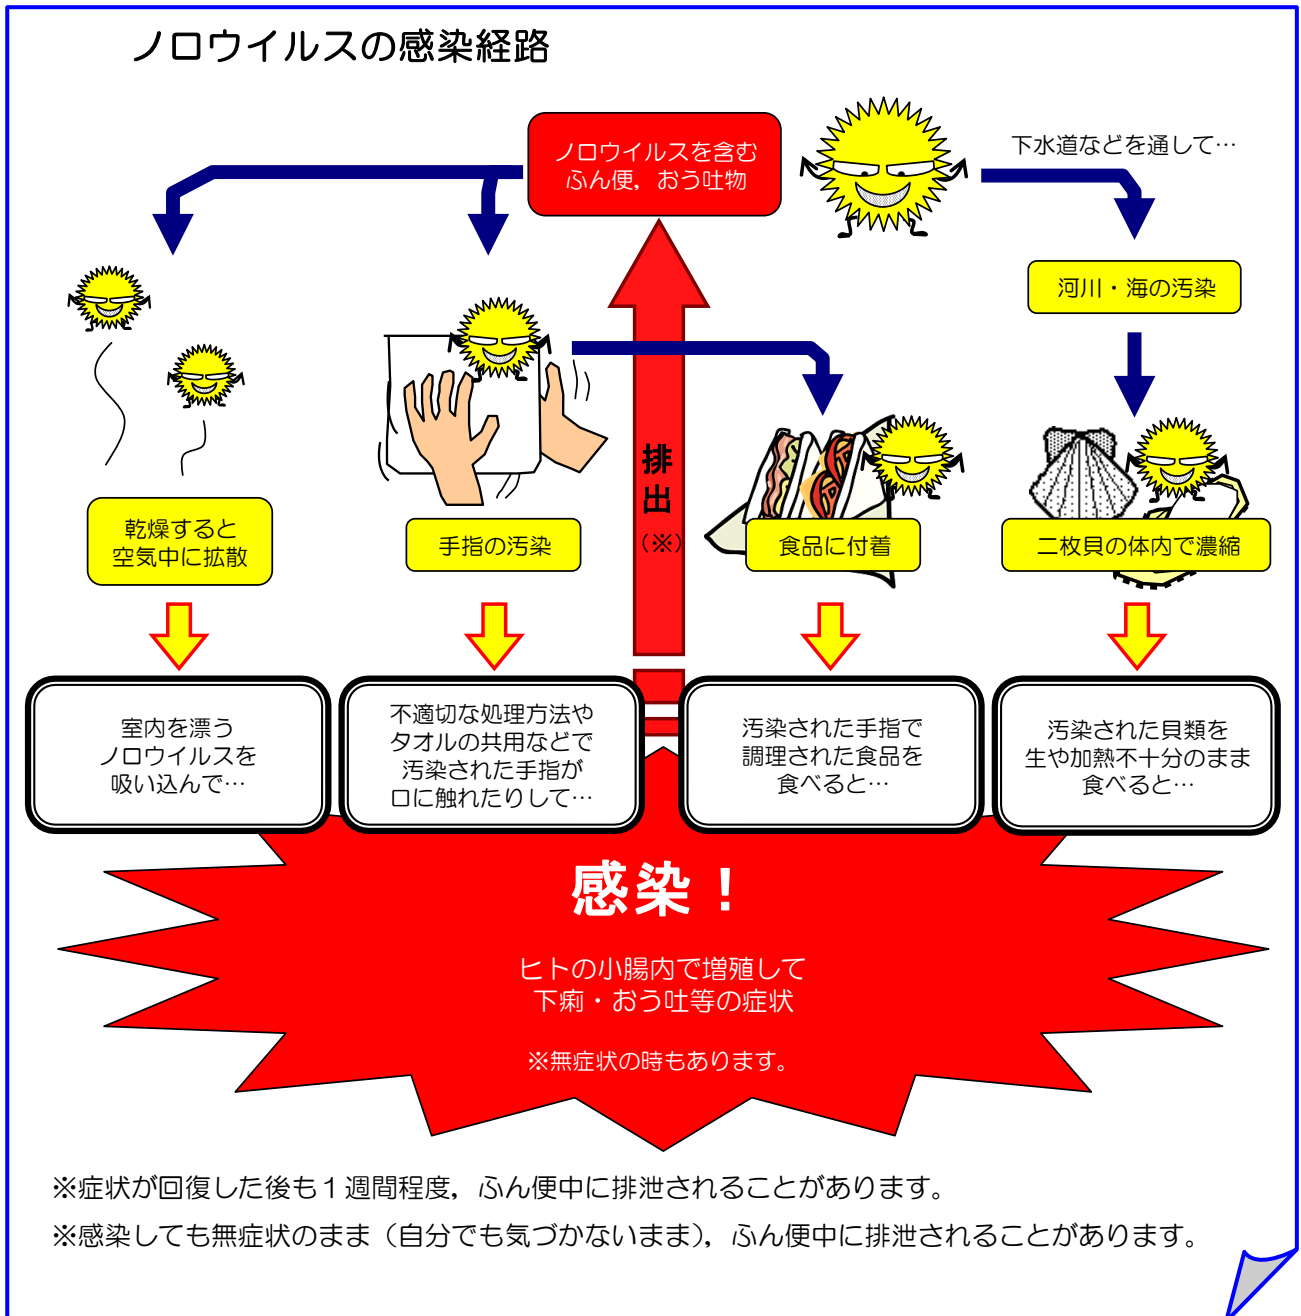 ノロウイルスの感染経路
ノロウイルスを含む
ふん便，おう吐物
下水道などを通して…
河川・海の汚染
排
出
（※）
乾燥すると
空気中に拡散
手指の汚染
食品に付着
二枚貝の体内で濃縮
室内を漂う
ノロウイルスを
吸い込んで…
不適切な処理方法や
タオルの共用などで
汚染された手指が
口に触れたりして…
汚染された手指で
調理された食品を
食べると…
汚染された貝類を
生や加熱不十分のまま
食べると…
感染！
ヒトの小腸内で増殖して
下痢・おう吐等の症状
※無症状の時もあります。
※症状が回復した後も１週間程度，ふん便中に排泄されることがあります。
※感染しても無症状のまま（自分でも気づかないまま），ふん便中に排泄されることがあります。